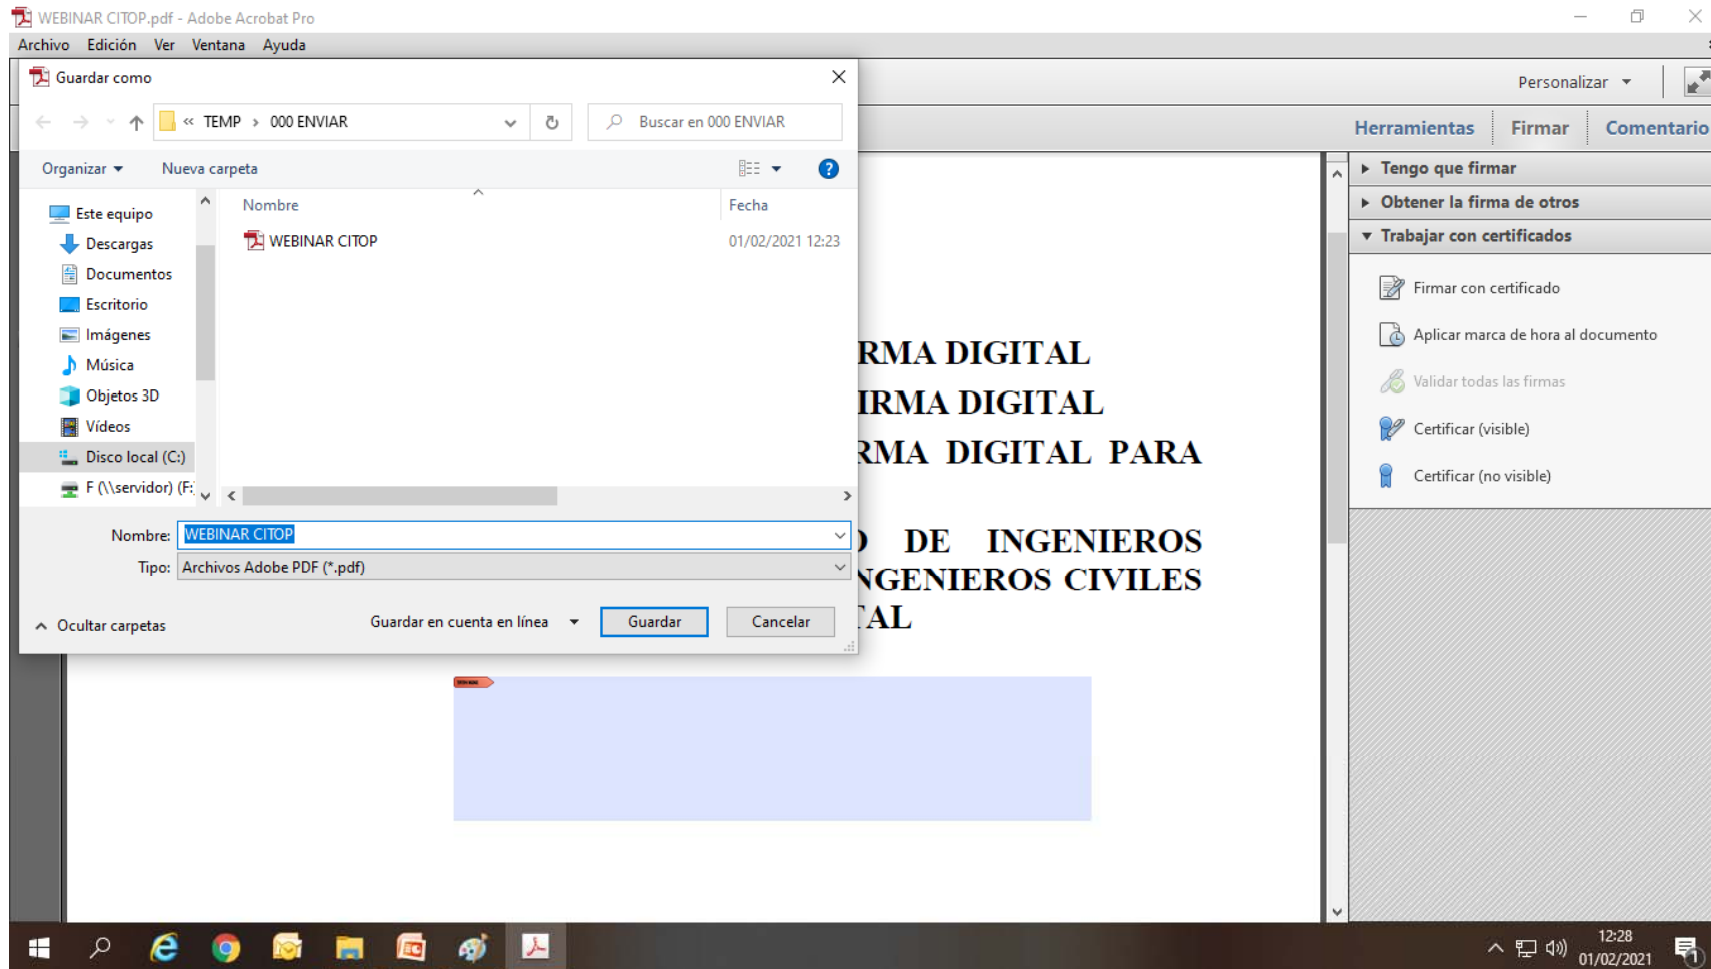 WEBINAR CITOP.pdf - Adobe Acrobat Pro
Archivo Edición Ver Ventana Ayuda
Guardar como
« TEMP › 000 ENVIAR
Buscar en 000 ENVIAR
Organizar
Nueva carpeta
Este equipo
Descargas
Documentos
Escritorio
Imágenes
Música
Objetos 3D
Vídeos
Disco local (C:)
F (\\servidor) (F:
Nombre
Fecha
WEBINAR CITOP
01/02/2021 12:23
Nombre: WEBINAR CITOP
Tipo: Archivos Adobe PDF (*.pdf)
Ocultar carpetas
Guardar en cuenta en línea
Guardar
Cancelar
Personalizar
Herramientas
Firmar
Comentario
Tengo que firmar
Obtener la firma de otros
Trabajar con certificados
Firmar con certificado
Aplicar marca de hora al documento
Validar todas las firmas
Certificar (visible)
Certificar (no visible)
RMA DIGITAL
IRMA DIGITAL
RMA DIGITAL PARA
DE INGENIEROS
NGENIEROS CIVILES
AL
12:28
01/02/2021
1